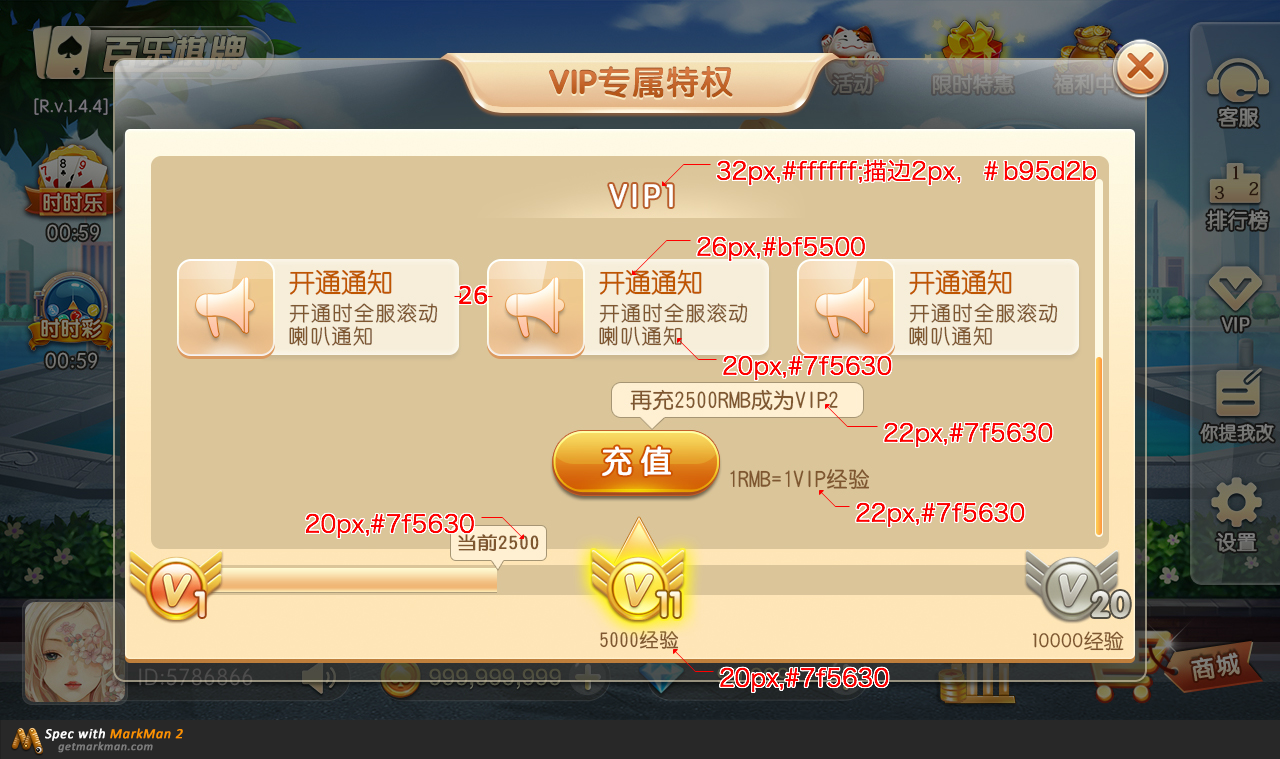 百乐棋牌
[R.v.1.4.4]
VIP专属特权
活动
限时特惠
福利中
客服
32px,#ffffff;描边2px, #b95d2b
VIP1
时时乐
00:59
3 1 2
排行榜
26px,#bf5500
开通通知
开通时全服滚动
喇叭通知
26
开通通知
开通时全服滚动
喇叭通知
开通通知
开通时全服滚动
喇叭通知
20px,#7f5630
时时彩
00:59
VIP
再充2500RMB成为VIP2
22px,#7f5630
你提我改
充值
1RMB=1VIP经验
22px,#7f5630
20px,#7f5630
当前2500
设置
V1
V11
V20
5000经验
10000经验
ID:5786866
999,999,999
20px,#7f5630
商城
Spec with MarkMan 2
getmarkman.com